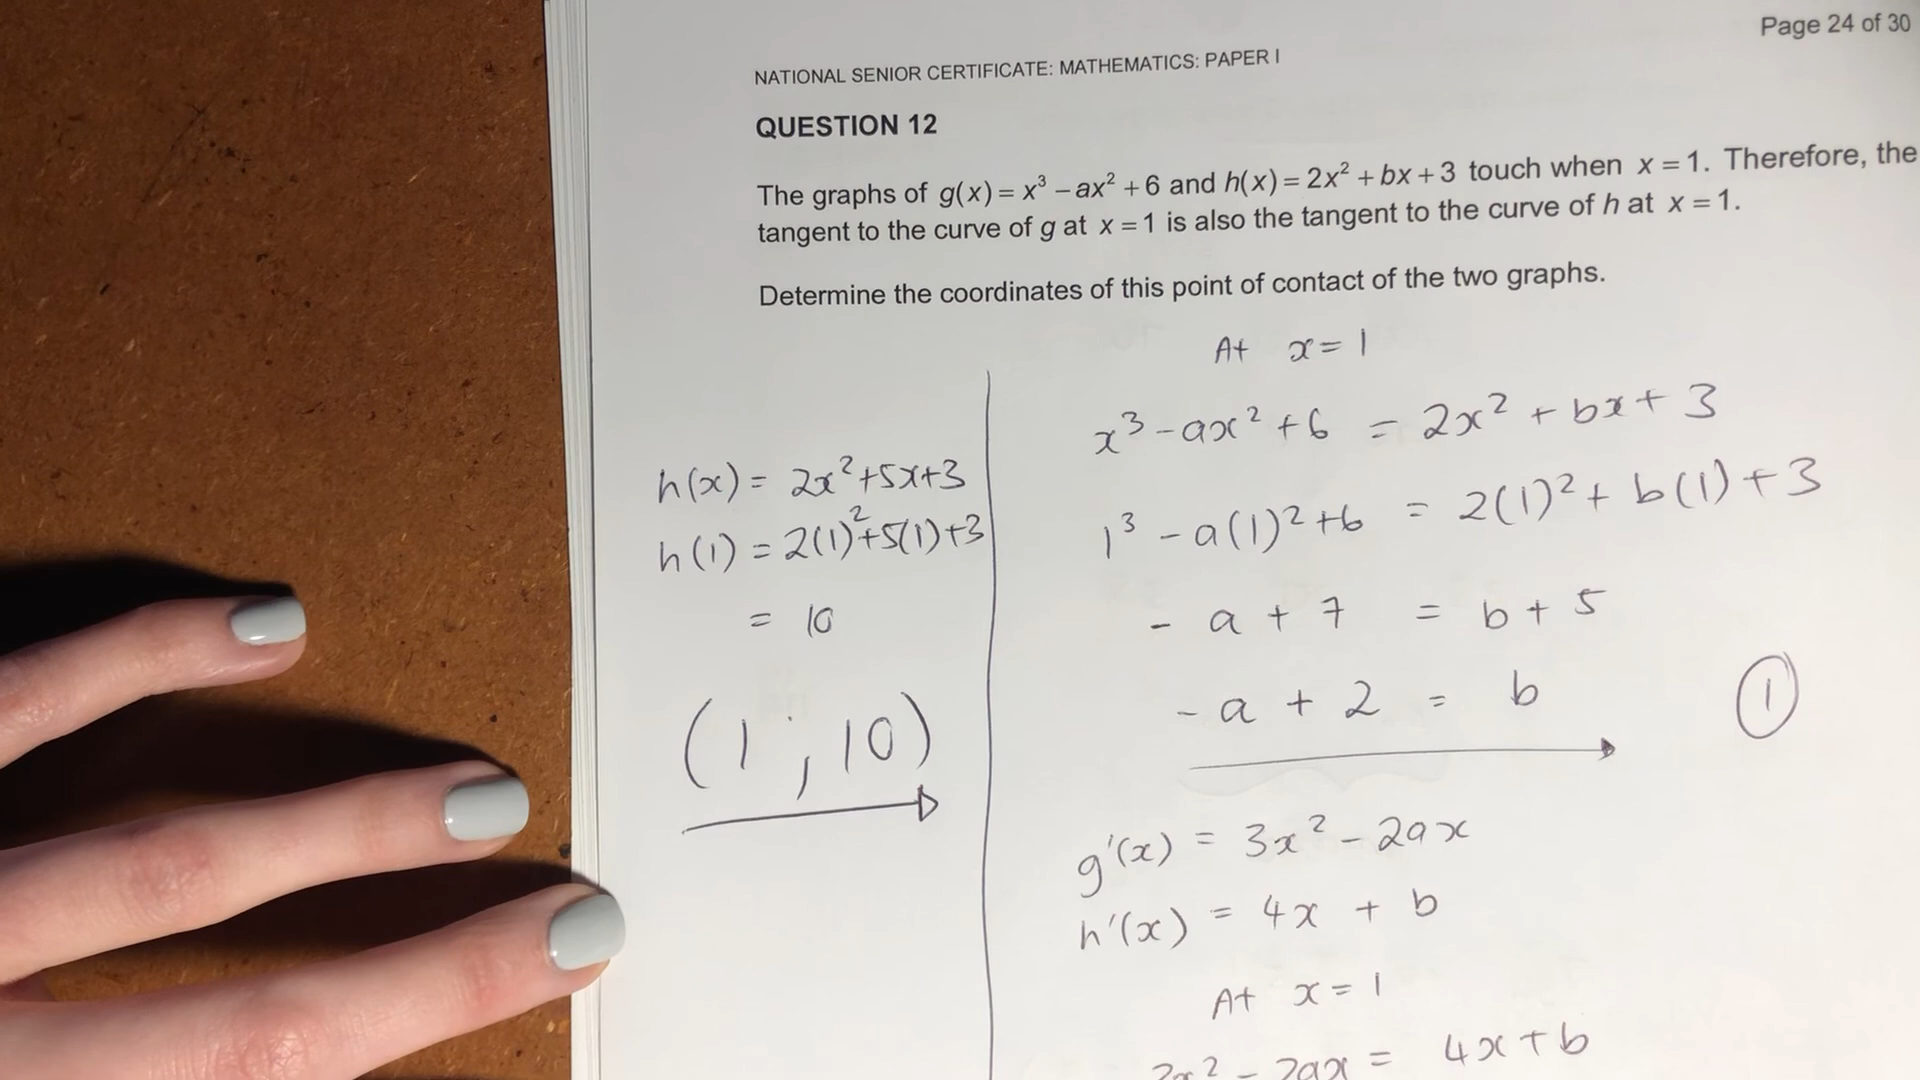 Page 24 of 30
NATIONAL SENIOR CERTIFICATE: MATHEMATICS: PAPER I
QUESTION 12
The graphs of g(x) = x³ − ax² + 6 and h(x) = 2x² + bx + 3 touch when x = 1. Therefore, the
tangent to the curve of g at x = 1 is also the tangent to the curve of h at x = 1.
Determine the coordinates of this point of contact of the two graphs.
At x = 1
x³ − ax² + 6 = 2x² + bx + 3
1³ − a(1)² + 6 = 2(1)² + b(1) + 3
− a + 7 = b + 5
− a + 2 = b ①
g'(x) = 3x² − 2ax
h'(x) = 4x + b
At x = 1
3x² − 2ax = 4x + b
h(x) = 2x² + 5x + 3
h(1) = 2(1)² + 5(1) + 3
= 10
(1 ; 10)